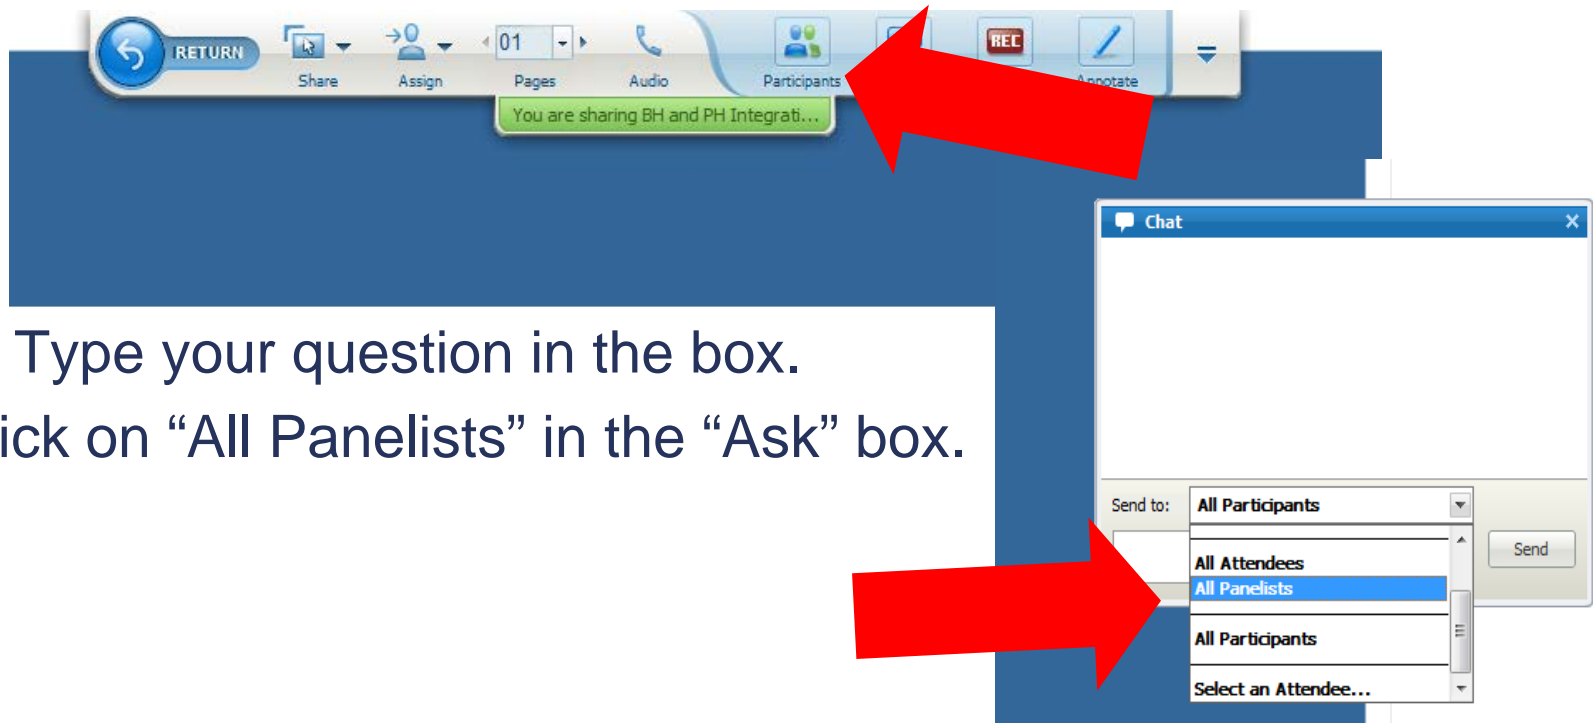 RETURN
Share
Assign
01
Pages
Audio
Participants
REC
Annotate
You are sharing BH and PH Integrati...
Chat
Type your question in the box.
ick on “All Panelists” in the “Ask” box.
Send to:
All Participants
Send
All Attendees
All Panelists
All Participants
Select an Attendee...